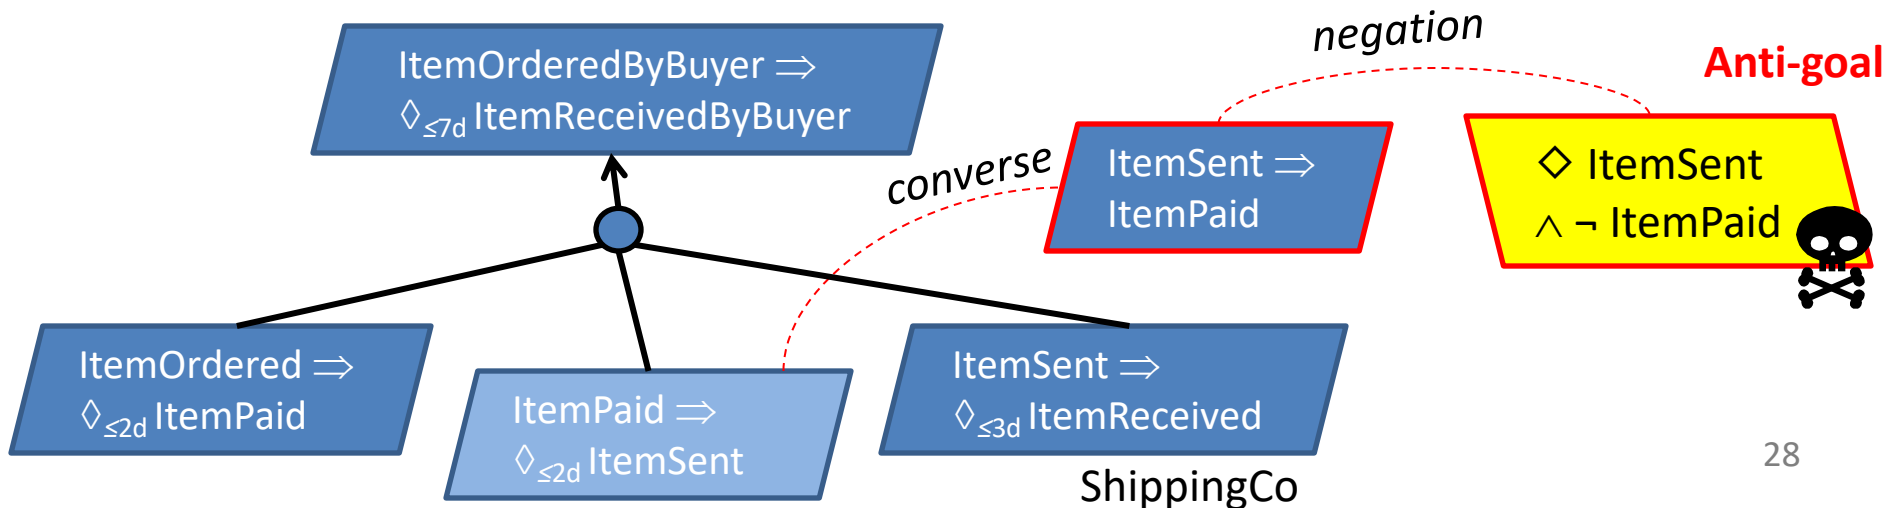 ItemOrderedByBuyer ⇒
◊≤7d ItemReceivedByBuyer
negation
Anti-goal
converse
ItemSent ⇒
ItemPaid
◇ ItemSent
∧ ¬ ItemPaid
ItemOrdered ⇒
◊≤2d ItemPaid
ItemPaid ⇒
◊≤2d ItemSent
ItemSent ⇒
◊≤3d ItemReceived
ShippingCo
28